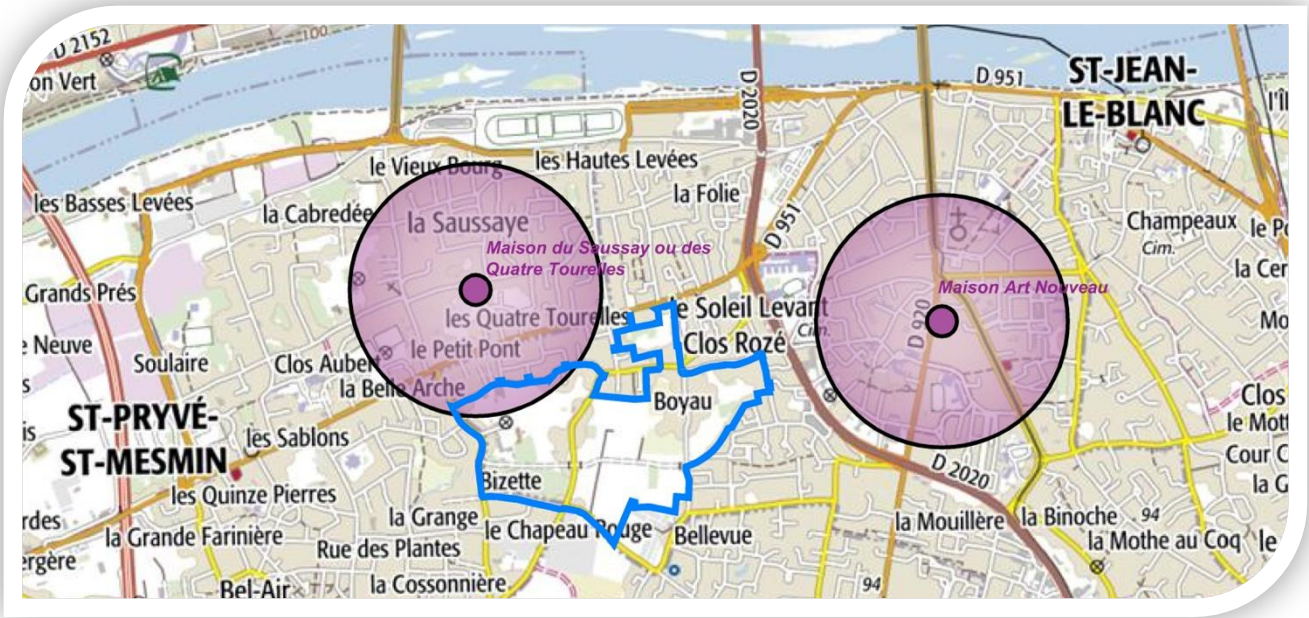 D 2152
on Vert
100
D 2020
D 951
ST-JEAN-
LE-BLANC
l'ÎL
le Vieux Bourg
les Hautes Levées
les Basses Levées
la Cabredée
la Saussaye
la Folie
D 951
Champeaux
Cim.
Maison du Saussay ou des
Quatre Tourelles
la Cer
Grands Prés
Maison Art Nouveau
les Quatre Tourelles
le Soleil Levant
Cim.
D 920
Mo
e Neuve
Soulaire
Clos Aubert
le Petit Pont
Clos Rozé
la Belle Arche
Boyau
Clos
le Mott
ST-PRYVÉ-
ST-MESMIN
is
les Sablons
Bizette
D 2020
Cour C
la G
les Quinze Pierres
rdes
la Grange
le Chapeau Rouge
Bellevue
la Mouillère
la Binoche
94
la Grande Farinière
Rue des Plantes
la Mothe au Coq
le
ergère
Bel-Air
la Cossonnière
94